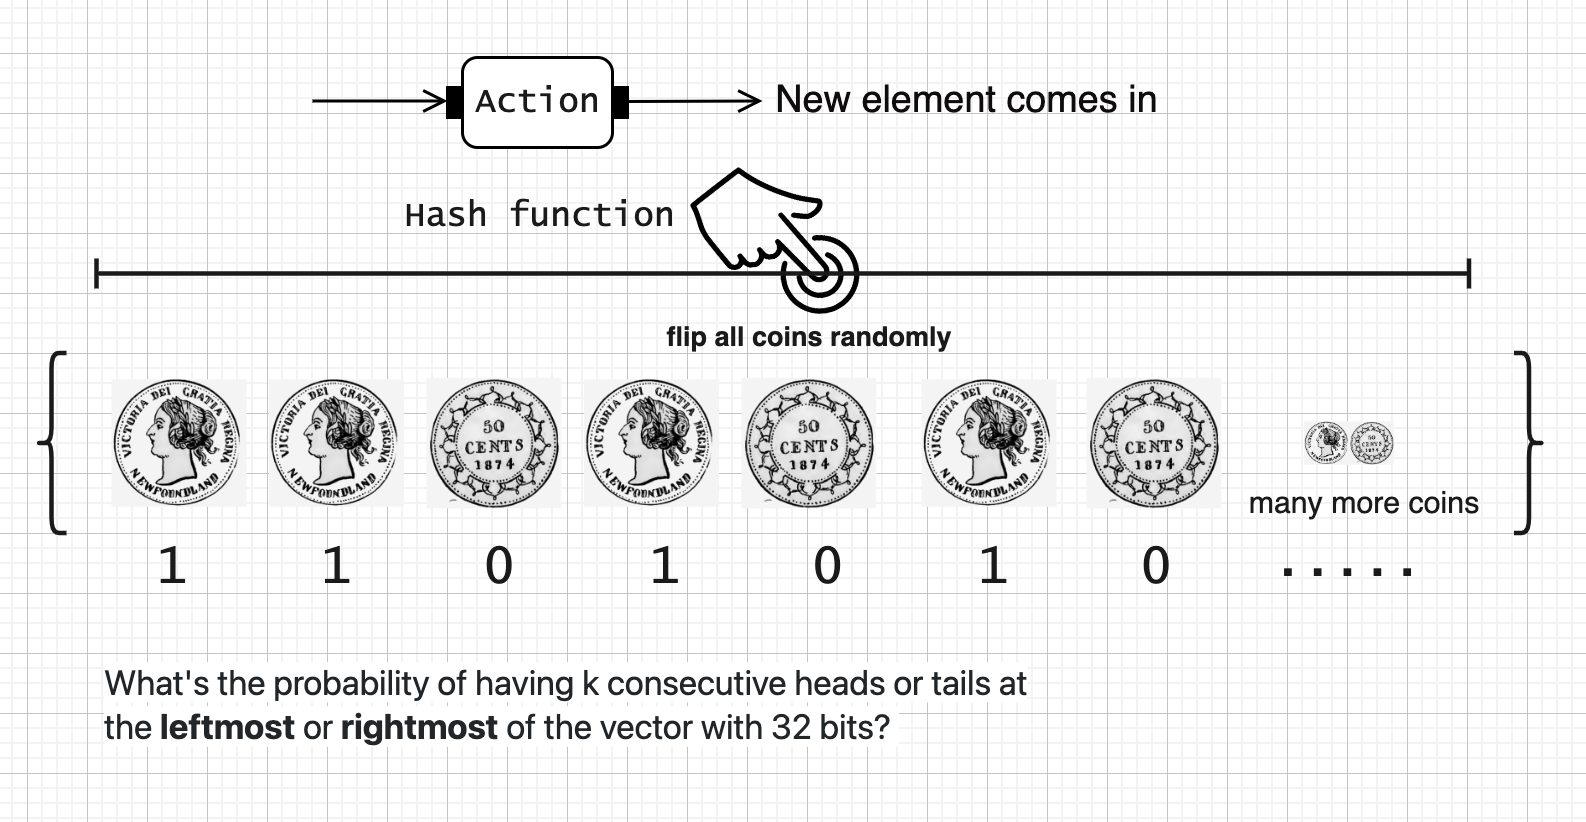 Action
New element comes in
Hash function
flip all coins randomly
VICTORIA DEI GRATIA REGINA NEWFOUNDLAND
VICTORIA DEI GRATIA REGINA NEWFOUNDLAND
50
CENTS
1874
VICTORIA DEI GRATIA REGINA NEWFOUNDLAND
50
CENTS
1874
VICTORIA DEI GRATIA REGINA NEWFOUNDLAND
50
CENTS
1874
50
CENTS
1874
many more coins
1 1 0 1 0 1 0 .....
What's the probability of having k consecutive heads or tails at
the leftmost or rightmost of the vector with 32 bits?